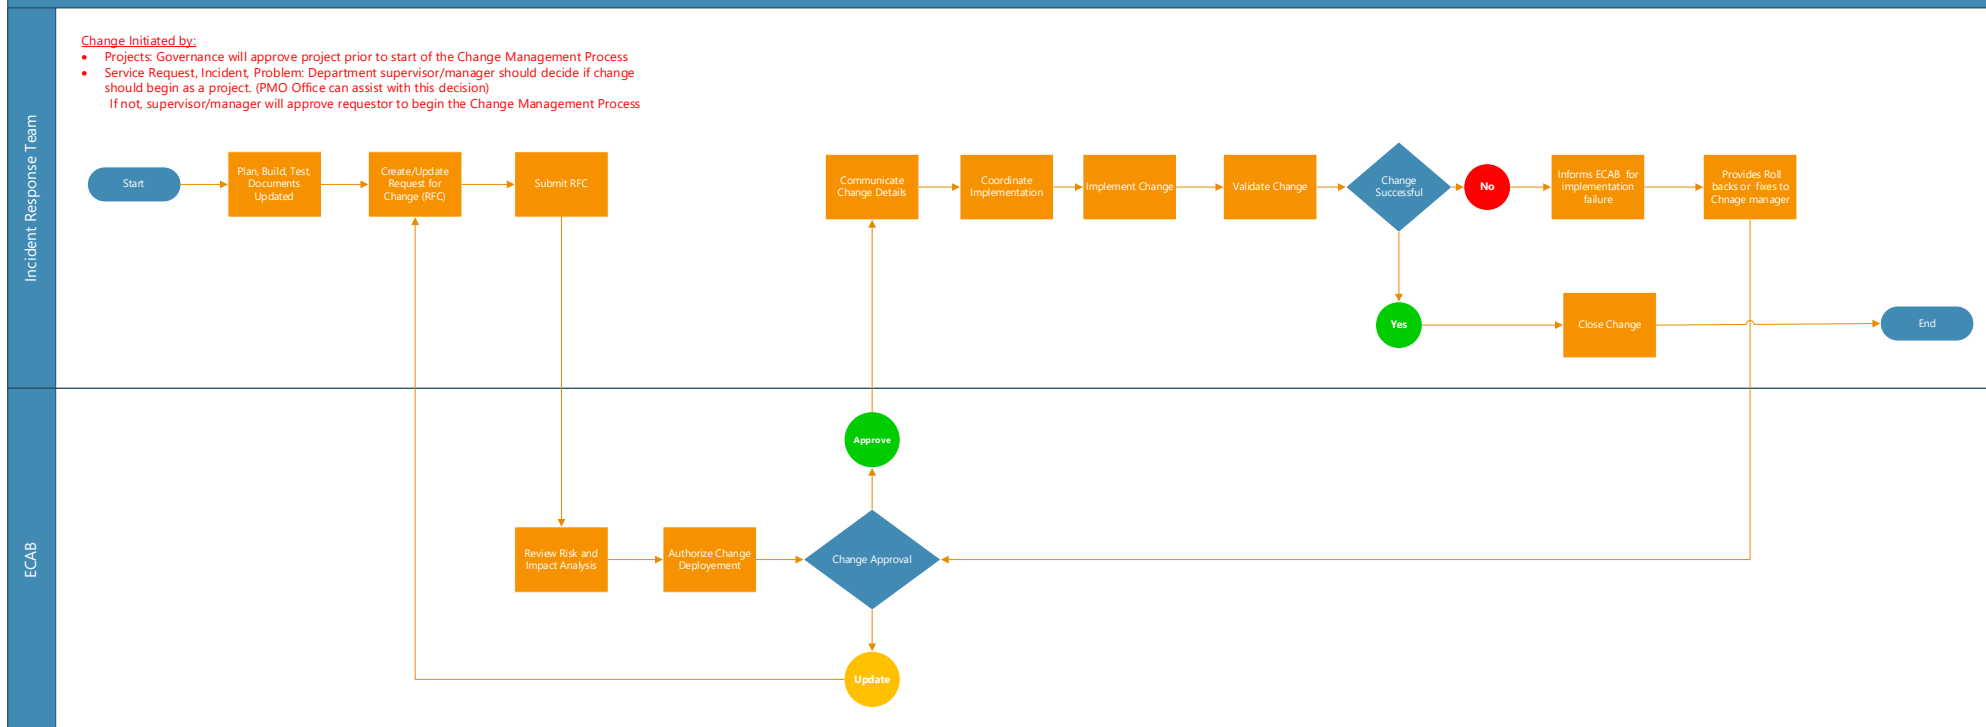 Change Initiated by:
• Projects: Governance will approve project prior to start of the Change Management Process
• Service Request, Incident, Problem: Department supervisor/manager should decide if change
should begin as a project. (PMO Office can assist with this decision)
If not, supervisor/manager will approve requestor to begin the Change Management Process
Incident Response Team
Start
Plan, Build, Test,
Documents
Updated
Create/Update
Request for
Change (RFC)
Submit RFC
Communicate
Change Details
Coordinate
Implementation
Implement Change
Validate Change
Change
Successful
No
Informs ECAB for
implementation
failure
Provides Roll
backs or fixes to
Chnage manager
Yes
Close Change
End
ECAB
Approve
Review Risk and
Impact Analysis
Authorize Change
Deployement
Change Approval
Update